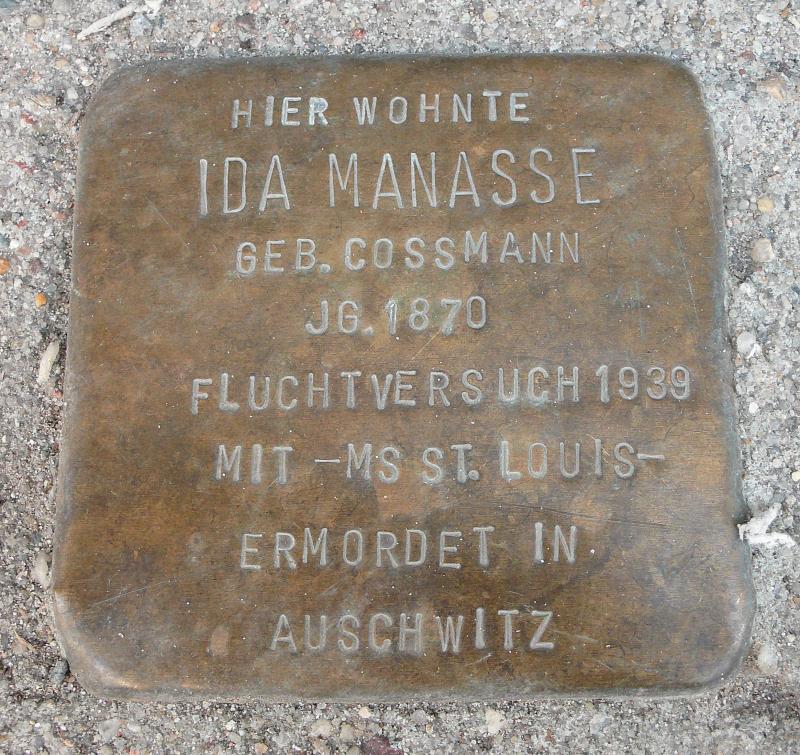 HIER WOHNTE
IDA MANASSE
GEB. COSSMANN
JG. 1870
FLUCHTVERSUCH 1939
MIT -MS ST. LOUIS-
ERMORDET IN
AUSCHWITZ